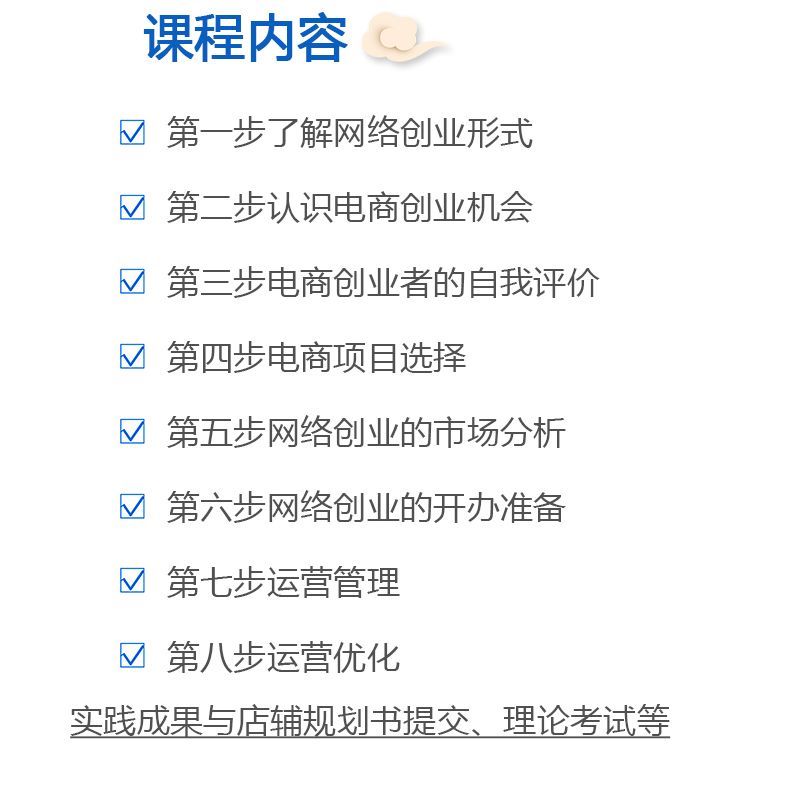 课程内容
第一步了解网络创业形式
第二步认识电商创业机会
第三步电商创业者的自我评价
第四步电商项目选择
第五步网络创业的市场分析
第六步网络创业的开办准备
第七步运营管理
第八步运营优化
实践成果与店辅规划书提交、理论考试等